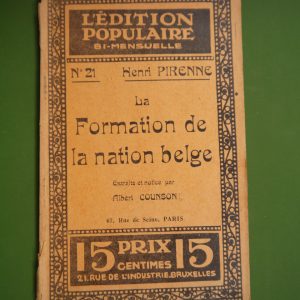 L'ÉDITION
POPULAIRE
BI-MENSUELLE
N° 21 Henri PIRENNE
La
Formation de
la nation belge
Extraits et notice par
Albert COUNSON
67, Rue de Seine, PARIS
15 PRIX 15
CENTIMES
21, RUE DE L'INDUSTRIE, BRUXELLES